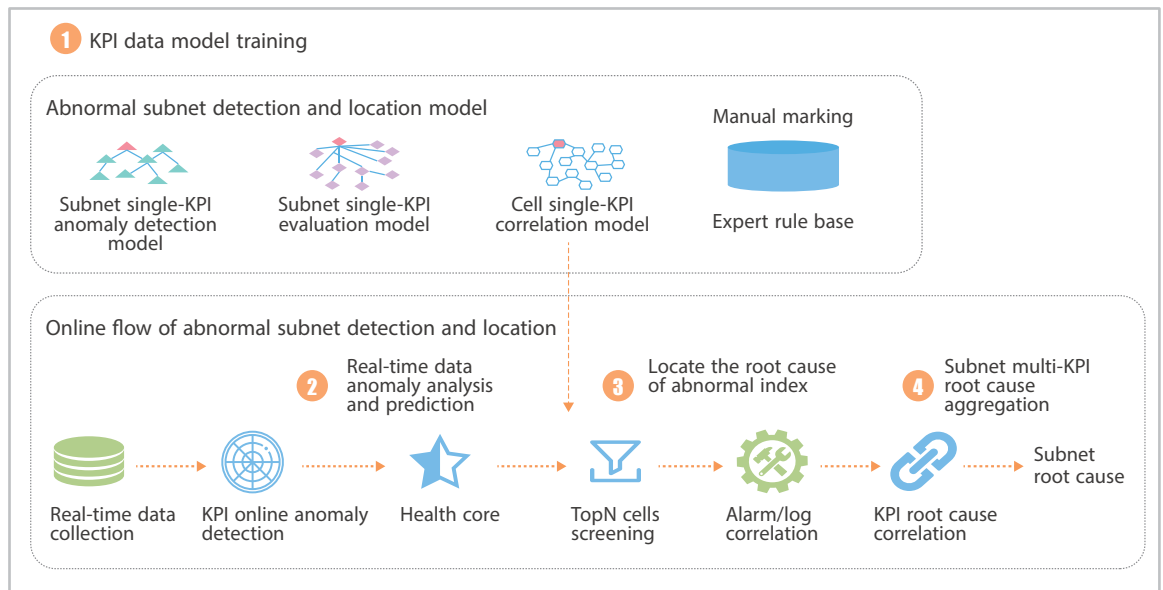 1 KPI data model training
Abnormal subnet detection and location model
Manual marking
Subnet single-KPI
anomaly detection
model
Subnet single-KPI
evaluation model
Cell single-KPI
correlation model
Expert rule base
Online flow of abnormal subnet detection and location
2
Real-time data
anomaly analysis
and prediction
3
Locate the root cause
of abnormal index
4
Subnet multi-KPI
root cause
aggregation
Real-time data
collection
KPI online anomaly
detection
Health core
TopN cells
screening
Alarm/log
correlation
KPI root cause
correlation
Subnet
root cause